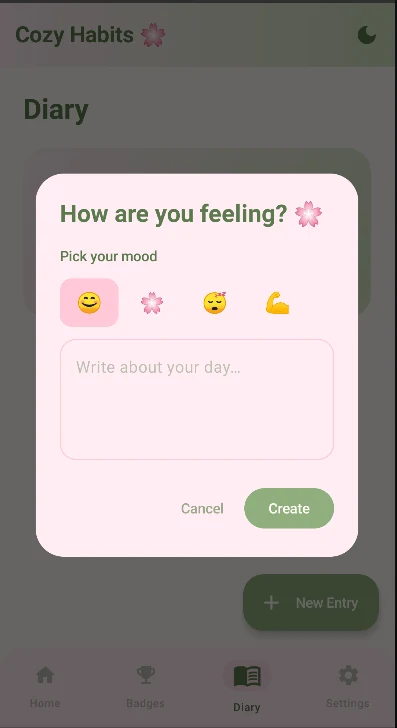 Cozy Habits 🌸
Diary
How are you feeling? 🌸
Pick your mood
😊 🌸 😴 💪
Write about your day...
Cancel Create
+ New Entry
Home Badges Diary Settings